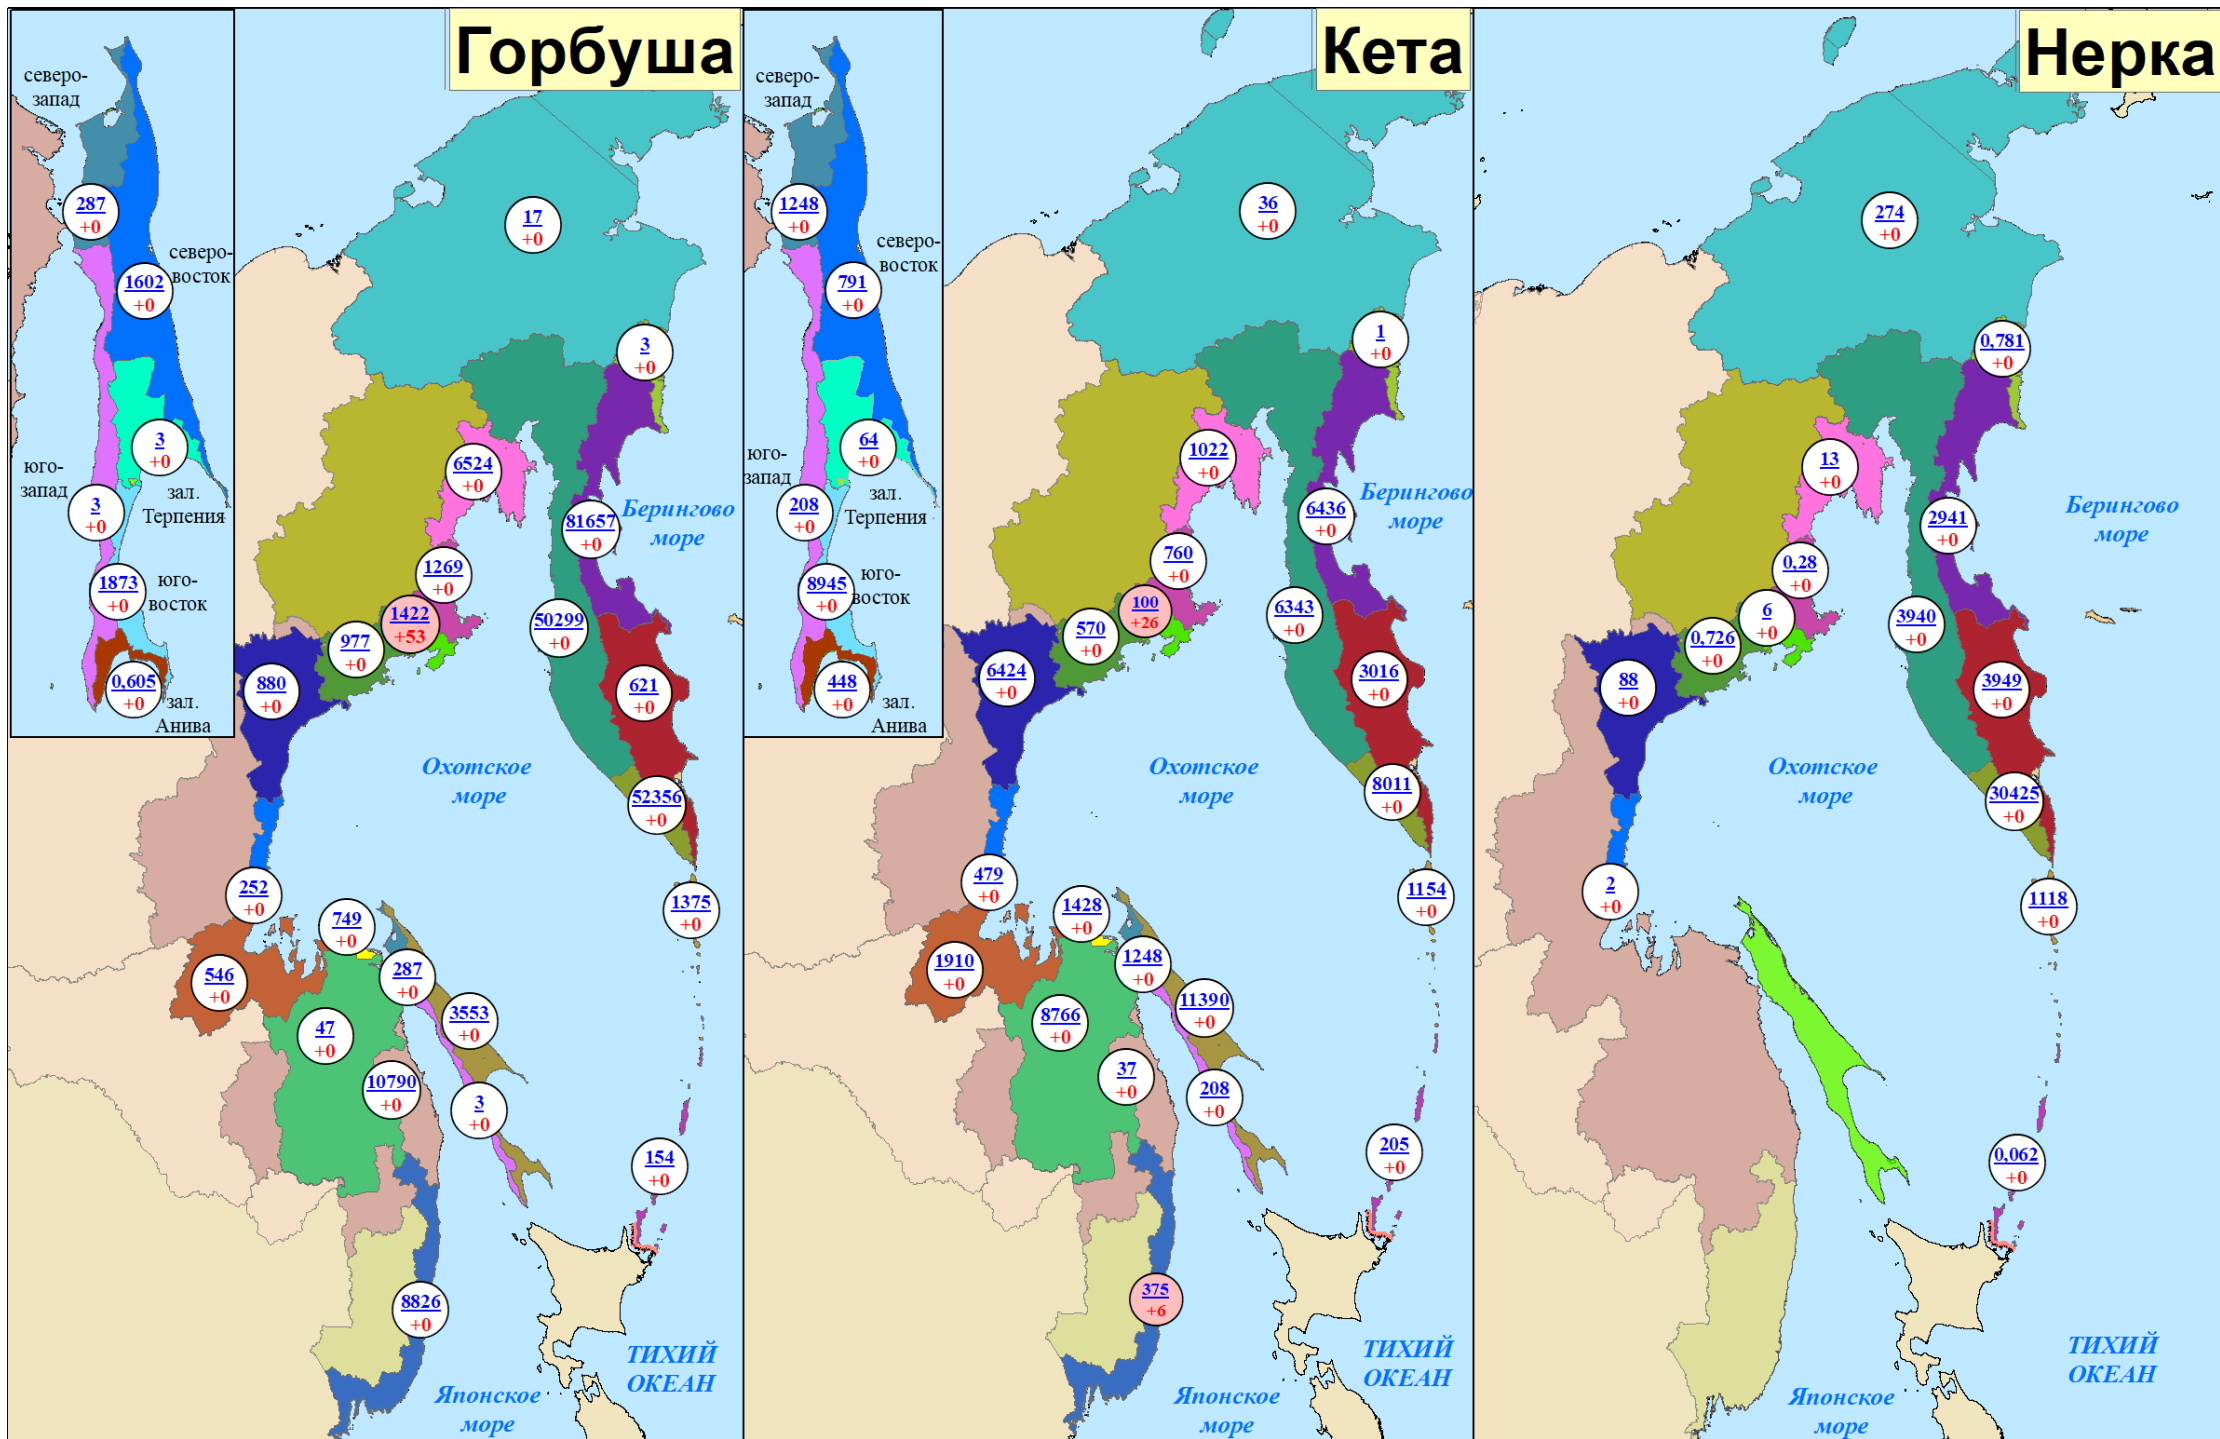 Горбуша
северо-
запад
287
+0
северо-
восток
1602
+0
3
+0
юго-
запад
зал.
Терпения
3
+0
1873
+0
юго-
восток
0,605
+0
зал.
Анива
17
+0
3
+0
6524
+0
81657
+0
Берингово
море
1269
+0
1422
+53
977
+0
50299
+0
880
+0
621
+0
Охотское
море
52356
+0
252
+0
749
+0
1375
+0
546
+0
287
+0
3553
+0
47
+0
10790
+0
3
+0
154
+0
8826
+0
ТИХИЙ
ОКЕАН
Японское
море
Кета
северо-
запад
1248
+0
северо-
восток
791
+0
64
+0
юго-
запад
зал.
Терпения
208
+0
8945
+0
юго-
восток
448
+0
зал.
Анива
36
+0
1
+0
1022
+0
6436
+0
Берингово
море
760
+0
100
+26
570
+0
6343
+0
6424
+0
3016
+0
Охотское
море
8011
+0
479
+0
1428
+0
1154
+0
1910
+0
1248
+0
11390
+0
8766
+0
37
+0
208
+0
205
+0
375
+6
ТИХИЙ
ОКЕАН
Японское
море
Нерка
274
+0
0,781
+0
13
+0
2941
+0
Берингово
море
0,28
+0
6
+0
0,726
+0
3940
+0
88
+0
3949
+0
Охотское
море
30425
+0
2
+0
1118
+0
0,062
+0
ТИХИЙ
ОКЕАН
Японское
море